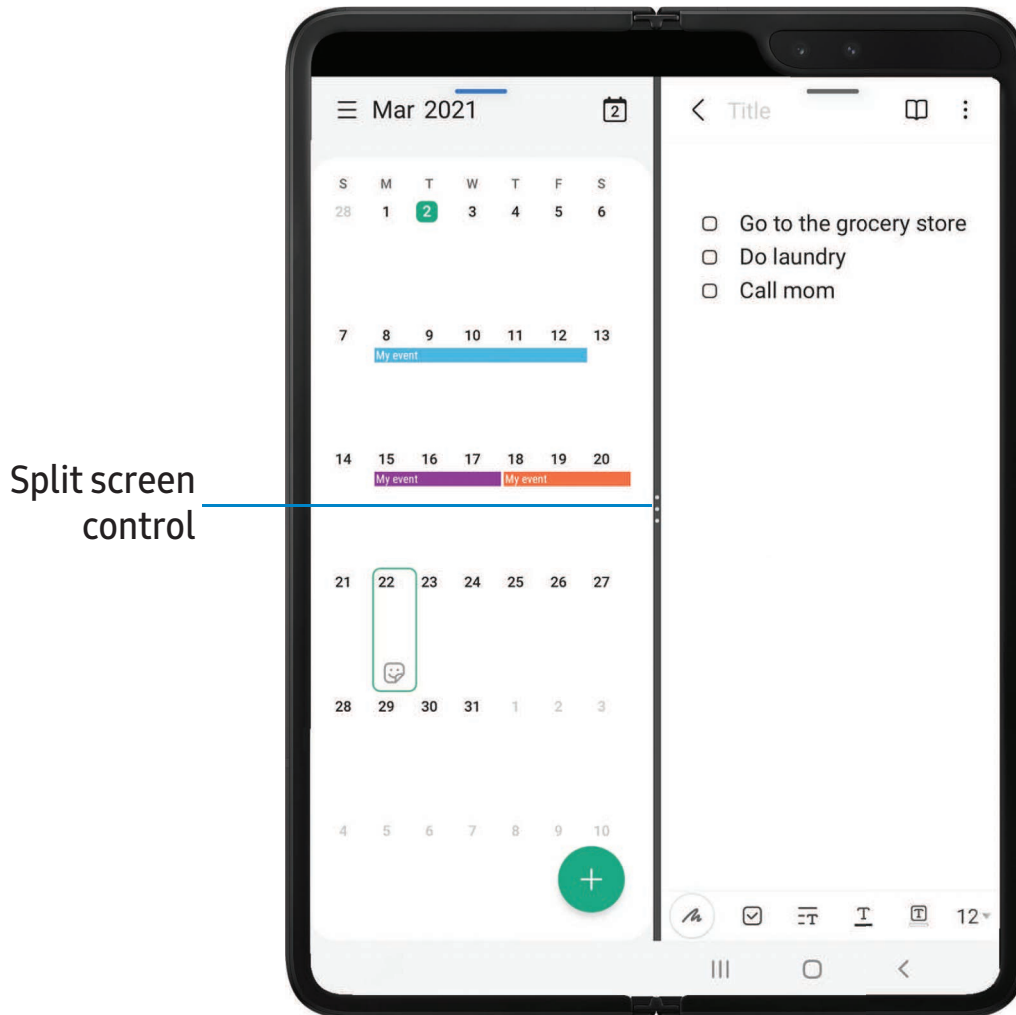 Split screen
control
Mar 2021
2
S M T W T F S
28 1 2 3 4 5 6
7 8 9 10 11 12 13
My event
14 15 16 17 18 19 20
My event My event
21 22 23 24 25 26 27
28 29 30 31 1 2 3
4 5 6 7 8 9 10
Title
Go to the grocery store
Do laundry
Call mom
T T T 12